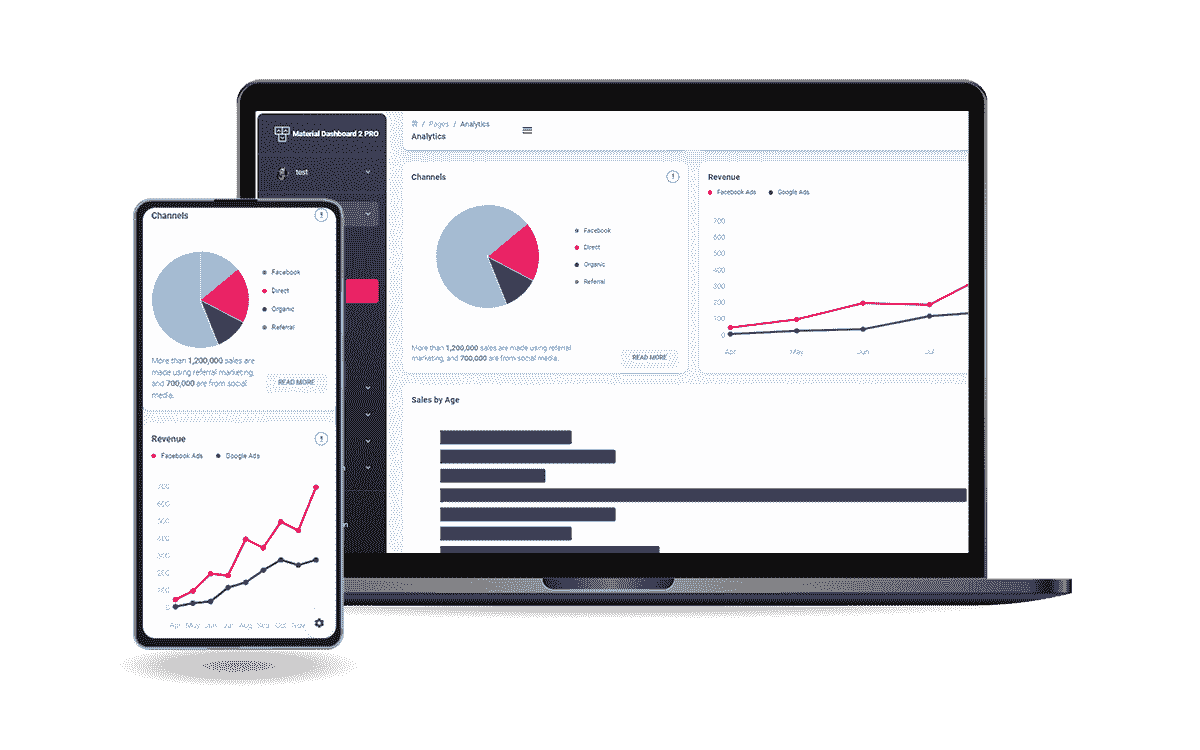 Material Dashboard 2 PRO
test
/ Pages / Analytics
Analytics
Channels
Facebook
Direct
Organic
Referral
More than 1,200,000 sales are made using referral
marketing, and 700,000 are from social media.
READ MORE
Revenue
Facebook Ads
Google Ads
700
600
500
400
300
200
100
0
Apr May Jun Jul
Sales by Age
Channels
Facebook
Direct
Organic
Referral
More than 1,200,000 sales are
made using referral marketing,
and 700,000 are from social
media.
READ MORE
Revenue
Facebook Ads
Google Ads
700
600
500
400
300
200
100
0
Apr May Jun Jul Aug Sep Oct Nov